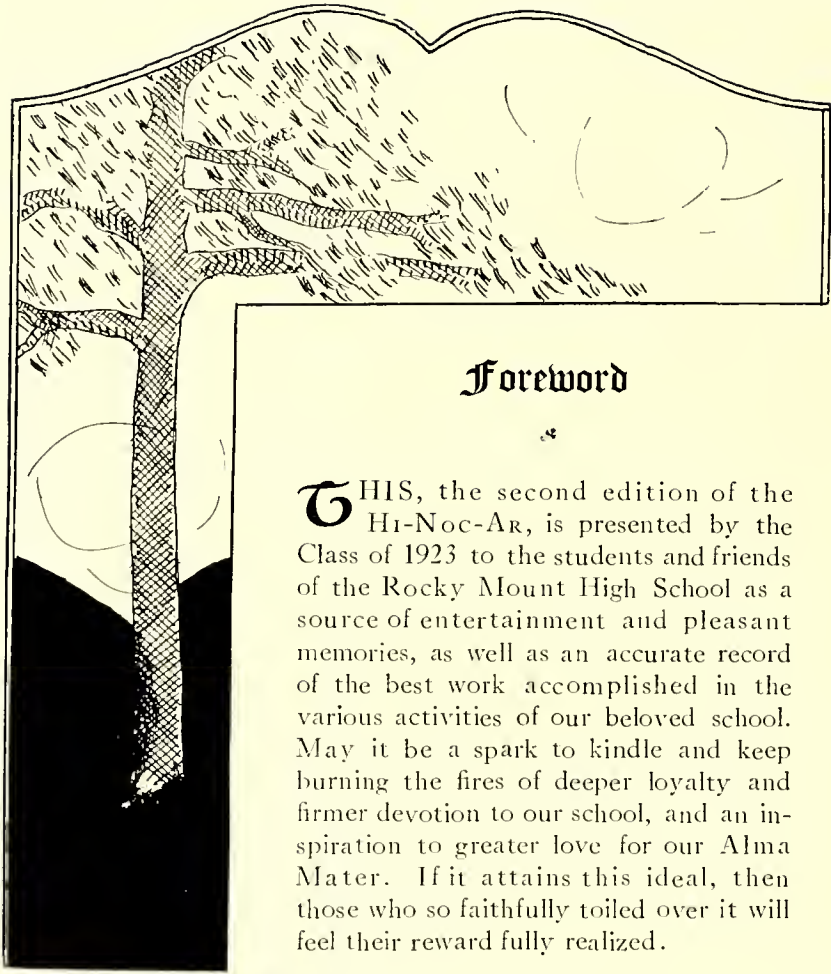 Foreword
THIS, the second edition of the
HI-NOC-AR, is presented by the
Class of 1923 to the students and friends
of the Rocky Mount High School as a
source of entertainment and pleasant
memories, as well as an accurate record
of the best work accomplished in the
various activities of our beloved school.
May it be a spark to kindle and keep
burning the fires of deeper loyalty and
firmer devotion to our school, and an in-
spiration to greater love for our Alma
Mater. If it attains this ideal, then
those who so faithfully toiled over it will
feel their reward fully realized.